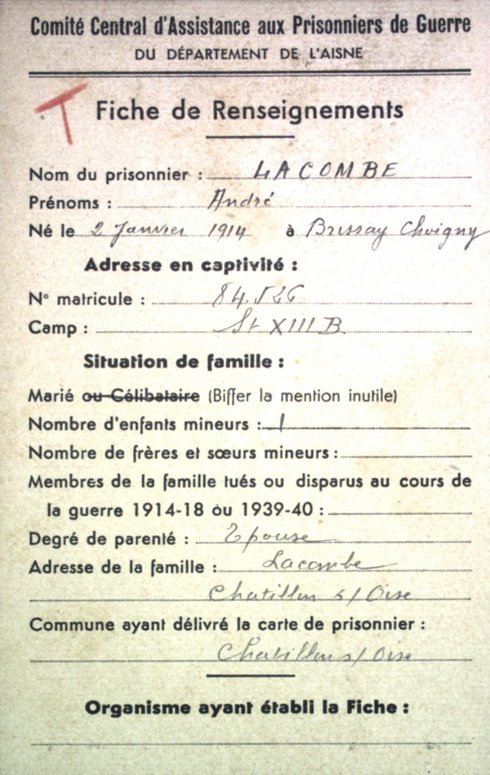 Comité Central d'Assistance aux Prisonniers de Guerre
DU DÉPARTEMENT DE L'AISNE
T
Fiche de Renseignements
Nom du prisonnier : LACOMBE
Prénoms : André
Né le 2 Janvier 1914 à Brissay Choigny
Adresse en captivité :
N° matricule : 84.526
Camp : St XIII B
Situation de famille :
Marié ou Célibataire (Biffer la mention inutile)
Nombre d'enfants mineurs : 1
Nombre de frères et sœurs mineurs :
Membres de la famille tués ou disparus au cours de
la guerre 1914-18 ou 1939-40 :
Degré de parenté : Epouse
Adresse de la famille : Lacombe
Chatillon s/Oise
Commune ayant délivré la carte de prisonnier :
Chatillon s/Oise
Organisme ayant établi la Fiche :